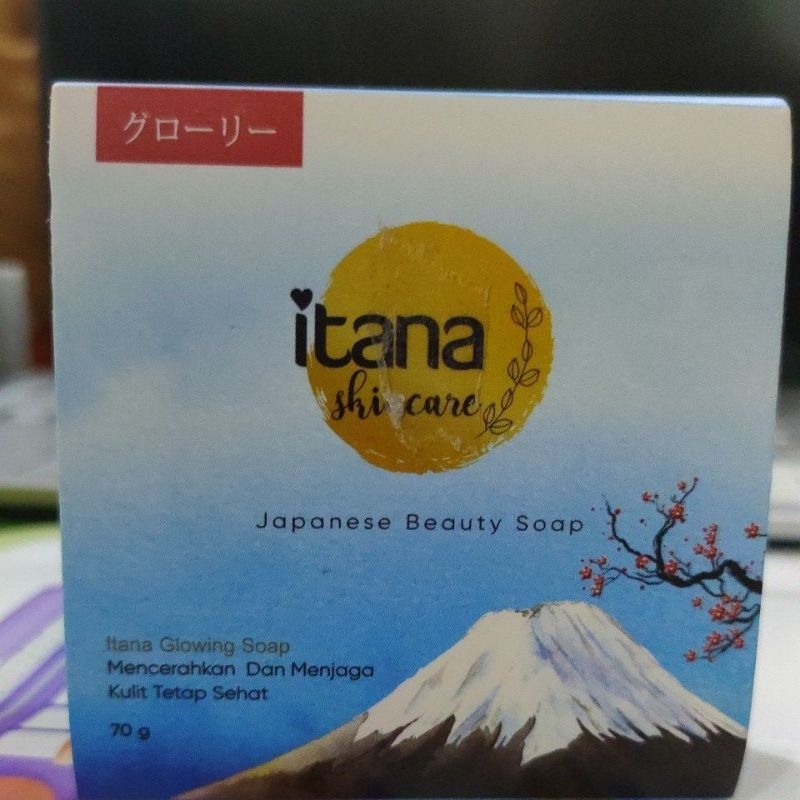 グローリー
itana
skincare
Japanese Beauty Soap
Itana Glowing Soap
Mencerahkan Dan Menjaga
Kulit Tetap Sehat
70 g